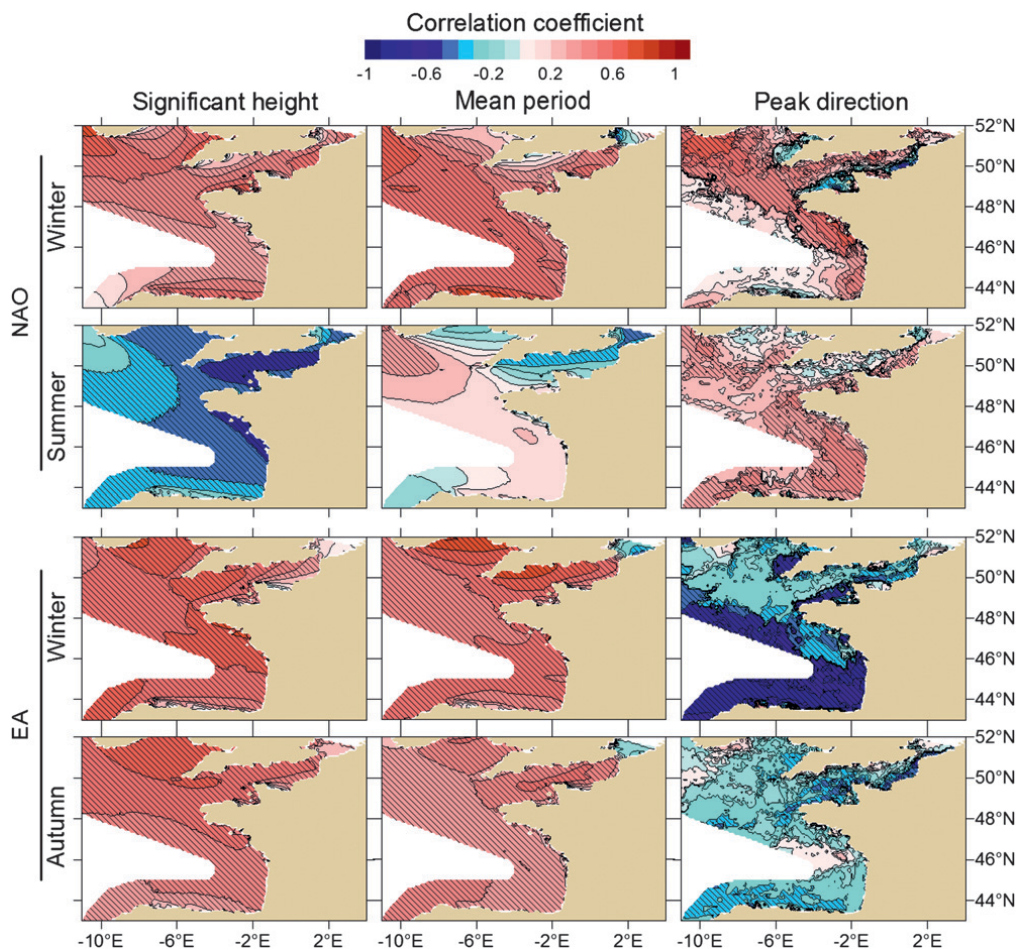 Correlation coefficient
-1 -0.6 -0.2 0.2 0.6 1
Significant height Mean period Peak direction
NAO
Winter
52°N
50°N
48°N
46°N
44°N
Summer
52°N
50°N
48°N
46°N
44°N
EA
Winter
52°N
50°N
48°N
46°N
44°N
Autumn
52°N
50°N
48°N
46°N
44°N
-10°E -6°E -2°E 2°E -10°E -6°E -2°E 2°E -10°E -6°E -2°E 2°E